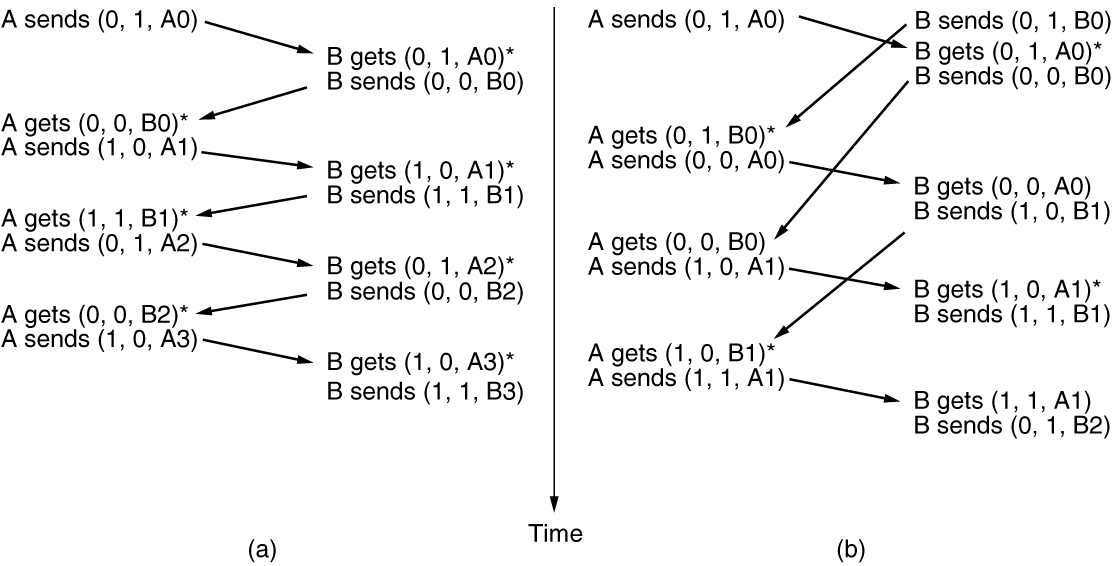 A sends (0, 1, A0)
B gets (0, 1, A0)*
B sends (0, 0, B0)
A gets (0, 0, B0)*
A sends (1, 0, A1)
B gets (1, 0, A1)*
B sends (1, 1, B1)
A gets (1, 1, B1)*
A sends (0, 1, A2)
B gets (0, 1, A2)*
B sends (0, 0, B2)
A gets (0, 0, B2)*
A sends (1, 0, A3)
B gets (1, 0, A3)*
B sends (1, 1, B3)
(a)
Time
A sends (0, 1, A0)
B sends (0, 1, B0)
B gets (0, 1, A0)*
B sends (0, 0, B0)
A gets (0, 1, B0)*
A sends (0, 0, A0)
B gets (0, 0, A0)
B sends (1, 0, B1)
A gets (0, 0, B0)
A sends (1, 0, A1)
B gets (1, 0, A1)*
B sends (1, 1, B1)
A gets (1, 0, B1)*
A sends (1, 1, A1)
B gets (1, 1, A1)
B sends (0, 1, B2)
(b)